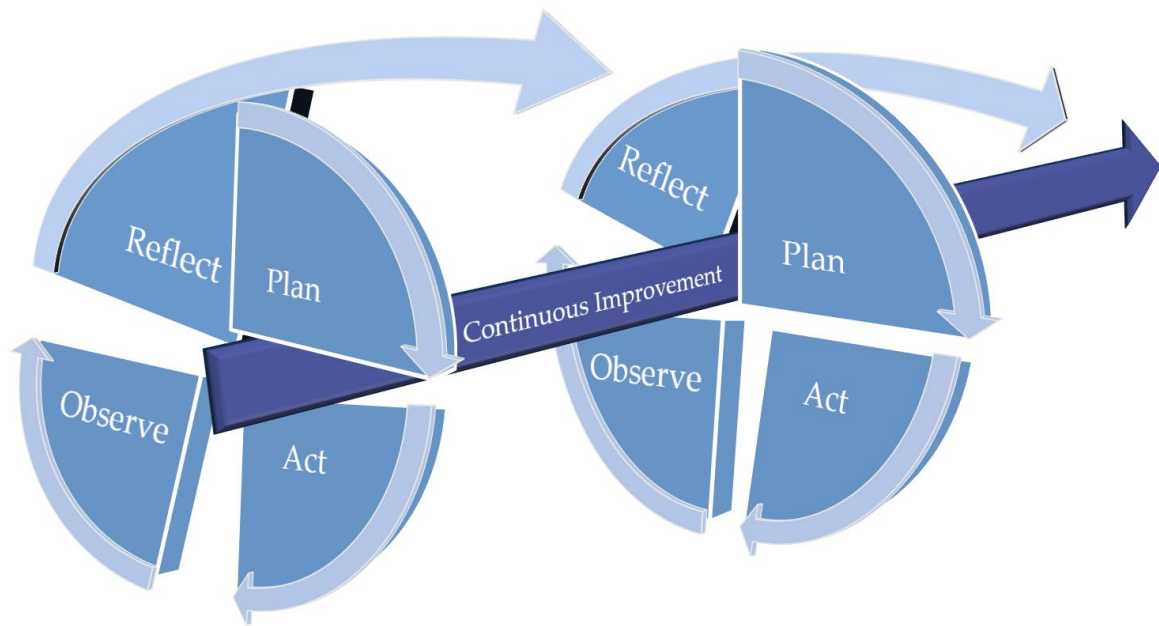 Reflect
Plan
Observe
Act
Continuous Improvement
Reflect
Plan
Observe
Act